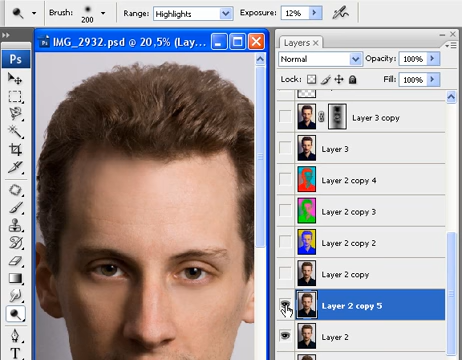 Brush: 200 Range: Highlights Exposure: 12%
Ps
IMG_2932.psd @ 20,5% (Lay...
Layers ×
Normal Opacity: 100%
Lock: Fill: 100%
Layer 3 copy
Layer 3
Layer 2 copy 4
Layer 2 copy 3
Layer 2 copy 2
Layer 2 copy
Layer 2 copy 5
Layer 2
T